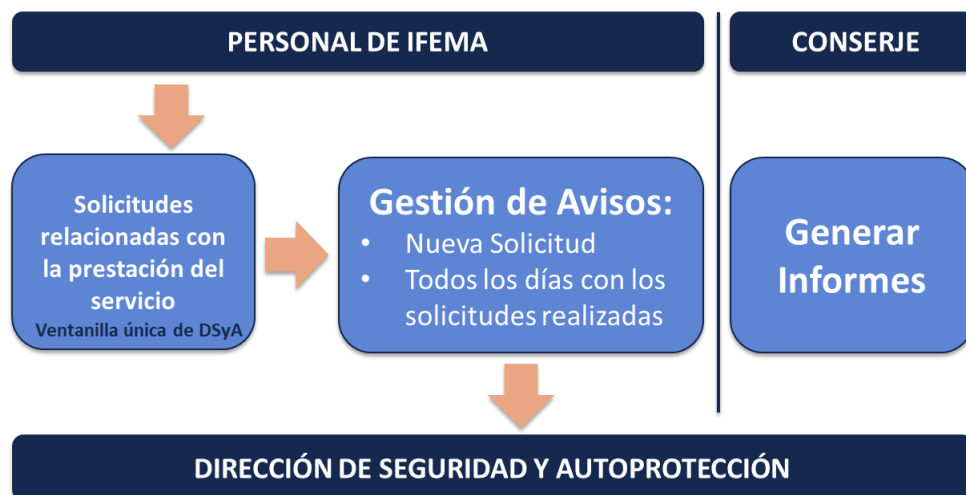 PERSONAL DE IFEMA
CONSERJE
Solicitudes
relacionadas con
la prestación del
servicio
Ventanilla única de DSyA
Gestión de Avisos:
• Nueva Solicitud
• Todos los días con los
solicitudes realizadas
Generar
Informes
DIRECCIÓN DE SEGURIDAD Y AUTOPROTECCIÓN